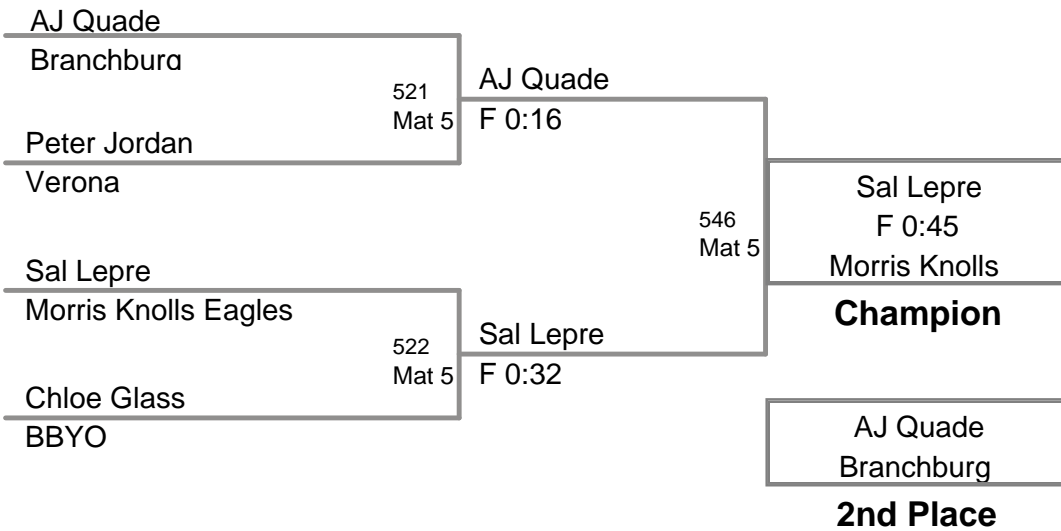 AJ Quade
Branchburg
521
Mat 5
AJ Quade
F 0:16
Peter Jordan
Verona
Sal Lepre
F 0:45
Morris Knolls
Champion
546
Mat 5
Sal Lepre
Morris Knolls Eagles
522
Mat 5
Sal Lepre
F 0:32
Chloe Glass
BBYO
AJ Quade
Branchburg
2nd Place